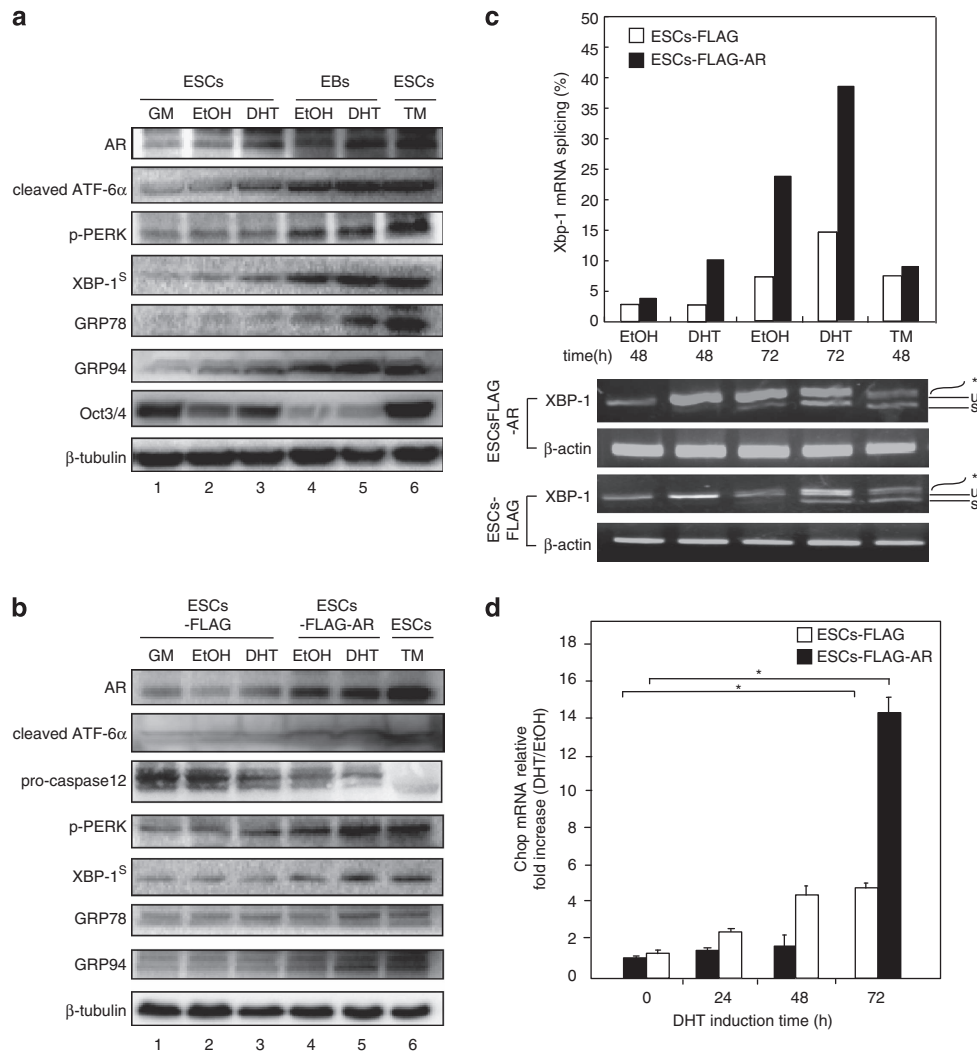 a
ESCs EBs ESCs
GM EtOH DHT EtOH DHT TM
AR
cleaved ATF-6α
p-PERK
XBP-1S
GRP78
GRP94
Oct3/4
β-tubulin
1 2 3 4 5 6
b
ESCs
-FLAG
ESCs
-FLAG-AR
ESCs
GM EtOH DHT EtOH DHT TM
AR
cleaved ATF-6α
pro-caspase12
p-PERK
XBP-1S
GRP78
GRP94
β-tubulin
1 2 3 4 5 6
c
ESCs-FLAG
ESCs-FLAG-AR
Xbp-1 mRNA splicing (%)
50
45
40
35
30
25
20
15
10
5
0
EtOH DHT EtOH DHT TM
time(h) 48 48 72 72 48
ESCsFLAG
-AR
XBP-1
*
u
s
β-actin
ESCs-
FLAG
XBP-1
*
u
s
β-actin
d
ESCs-FLAG
ESCs-FLAG-AR
*
*
Chop mRNA relative
fold increase (DHT/EtOH)
18
16
14
12
10
8
6
4
2
0
0 24 48 72
DHT induction time (h)